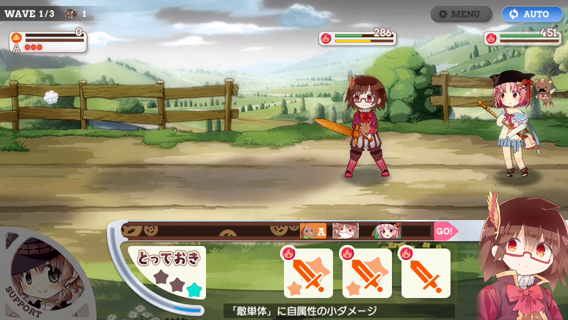 WAVE 1/3 1
MENU
AUTO
0
A
286
451
A
GO!
とっておき
SUPPORT
「敵単体」に自属性の小ダメージ